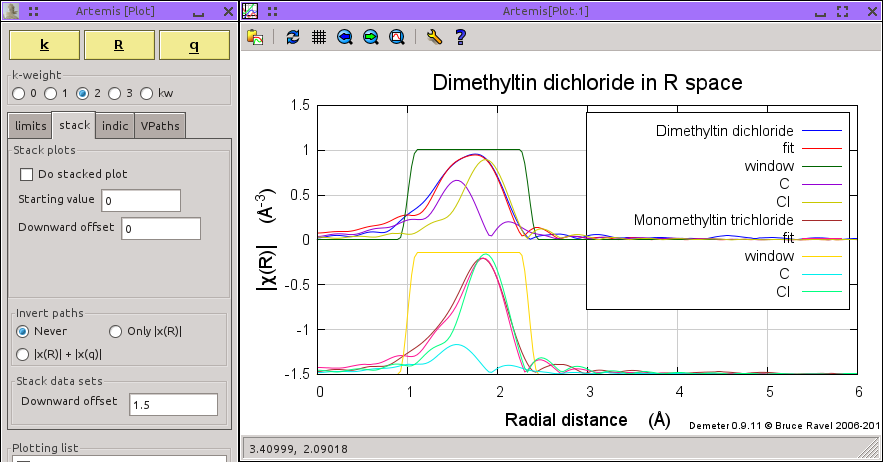 Artemis [Plot]
k
R
q
k-weight
0 1 2 3 kw
limits stack indic VPaths
Stack plots
Do stacked plot
Starting value 0
Downward offset 0
Invert paths
Never Only |x(R)|
|x(R)| + |x(q)|
Stack data sets
Downward offset 1.5
Plotting list
Artemis[Plot.1]
Dimethyltin dichloride in R space
1.5
1
0.5
0
-0.5
-1
-1.5
|χ(R)| (Å⁻³)
Dimethyltin dichloride
fit
window
C
Cl
Monomethyltin trichloride
fit
window
C
Cl
0 1 2 3 4 5 6
Radial distance (Å)
Demeter 0.9.11 © Bruce Ravel 2006-201
3.40999, 2.09018